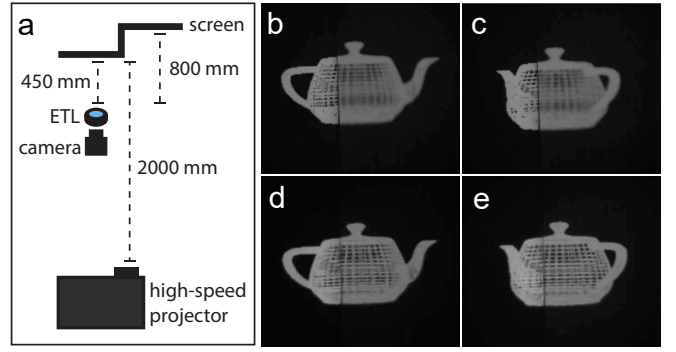 a
screen
450 mm
800 mm
ETL
camera
2000 mm
high-speed
projector
b
c
d
e